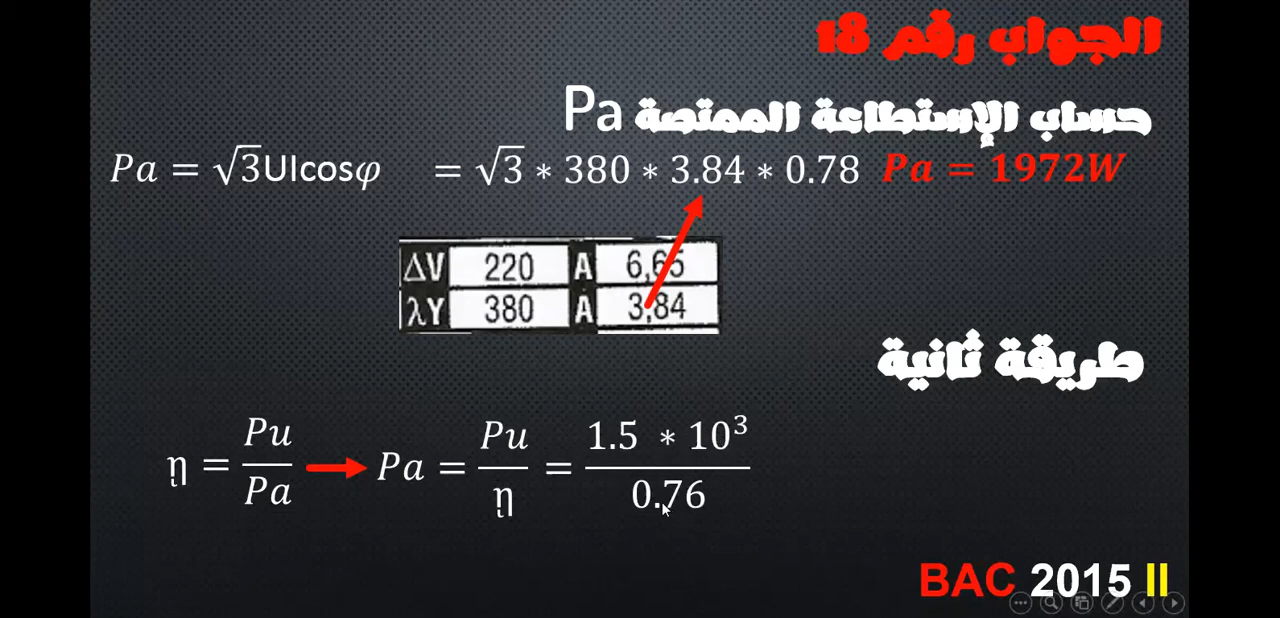 الجواب رقم 18
حساب الإستطاعة الممتصة Pa
Pa = √3UIcosφ = √3 * 380 * 3.84 * 0.78 Pa = 1972W
ΔV 220 A 6,65
λY 380 A 3,84
طريقة ثانية
η = Pu/Pa → Pa = Pu/η = 1.5 * 10³/0.76
BAC 2015 II